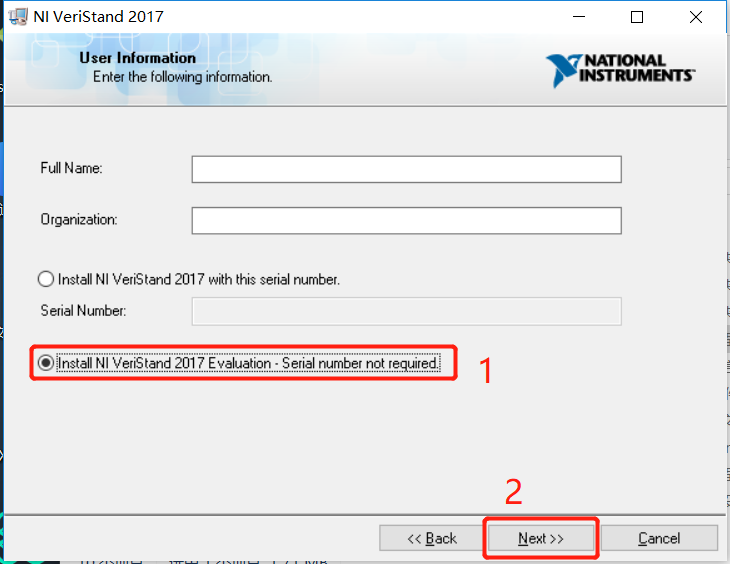 NI VeriStand 2017
User Information
Enter the following information.
NATIONAL
INSTRUMENTS™
Full Name:
Organization:
Install NI VeriStand 2017 with this serial number.
Serial Number:
Install NI VeriStand 2017 Evaluation - Serial number not required.
1
2
<< Back
Next >>
Cancel